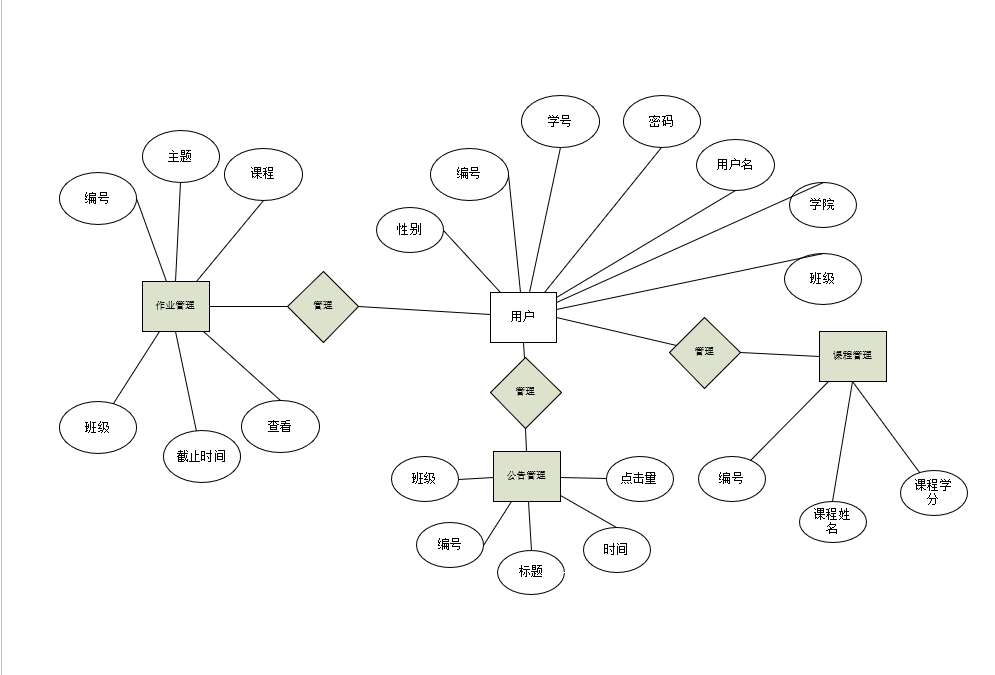 学号
密码
主题
用户名
课程
编号
编号
学院
性别
班级
作业管理
管理
用户
管理
课程管理
管理
班级
截止时间
查看
公告管理
班级
点击量
编号
课程学
分
课程姓
名
编号
标题
时间